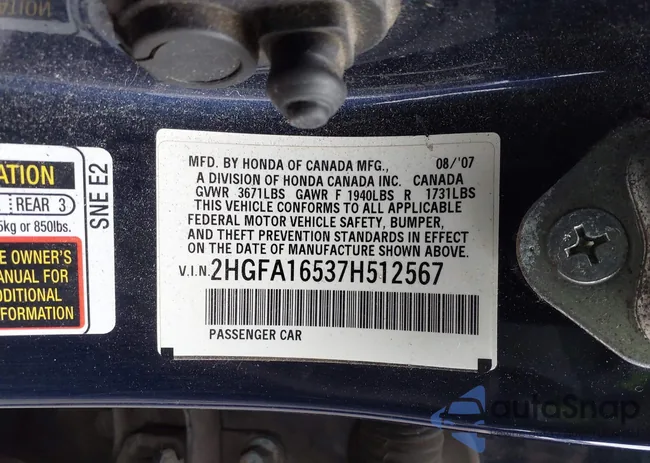 MFD. BY HONDA OF CANADA MFG., 08/'07
A DIVISION OF HONDA CANADA INC. CANADA
GVWR 3671LBS GAWR F 1940LBS R 1731LBS
THIS VEHICLE CONFORMS TO ALL APPLICABLE
FEDERAL MOTOR VEHICLE SAFETY, BUMPER,
AND THEFT PREVENTION STANDARDS IN EFFECT
ON THE DATE OF MANUFACTURE SHOWN ABOVE.
V.I.N. 2HGFA16537H512567
PASSENGER CAR
ATION
REAR 3
5kg or 850lbs.
E OWNER'S
ANUAL FOR
DDITIONAL
FORMATION
SNE E2
autoSnap